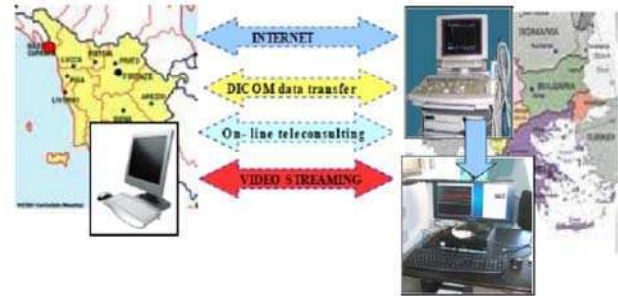 INTERNET
DICOM data transfer
On-line teleconsulting
VIDEO STREAMING
LUCCA
PISTOIA
PRATO
FIRENZE
PISA
LIVORNO
AREZZO
SIENA
ROMANIA
BULGARIA
TURKEY